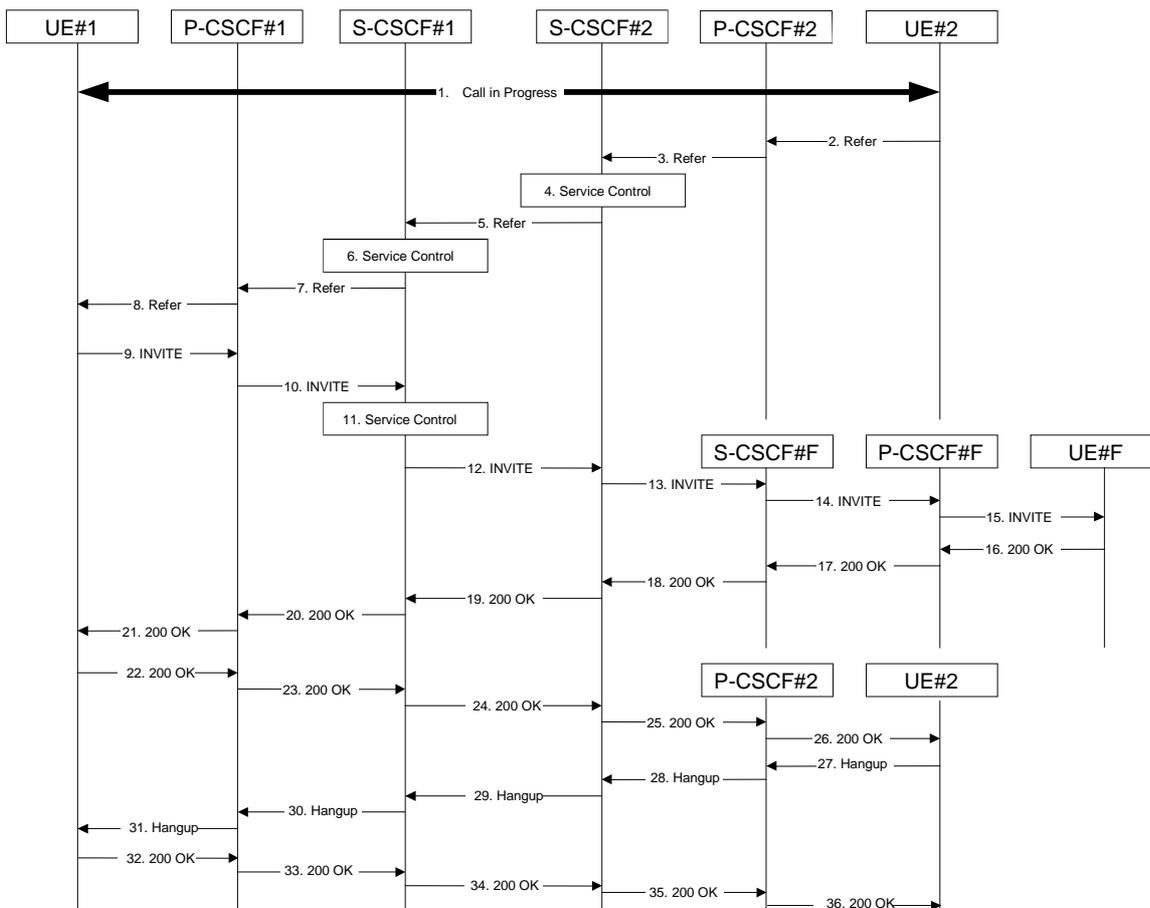 UE#1
P-CSCF#1
S-CSCF#1
S-CSCF#2
P-CSCF#2
UE#2
1. Call in Progress
2. Refer
3. Refer
4. Service Control
5. Refer
6. Service Control
7. Refer
8. Refer
9. INVITE
10. INVITE
11. Service Control
S-CSCF#F
P-CSCF#F
UE#F
12. INVITE
13. INVITE
14. INVITE
15. INVITE
16. 200 OK
17. 200 OK
18. 200 OK
19. 200 OK
20. 200 OK
21. 200 OK
22. 200 OK
P-CSCF#2
UE#2
23. 200 OK
24. 200 OK
25. 200 OK
26. 200 OK
27. Hangup
28. Hangup
29. Hangup
30. Hangup
31. Hangup
32. 200 OK
33. 200 OK
34. 200 OK
35. 200 OK
36. 200 OK